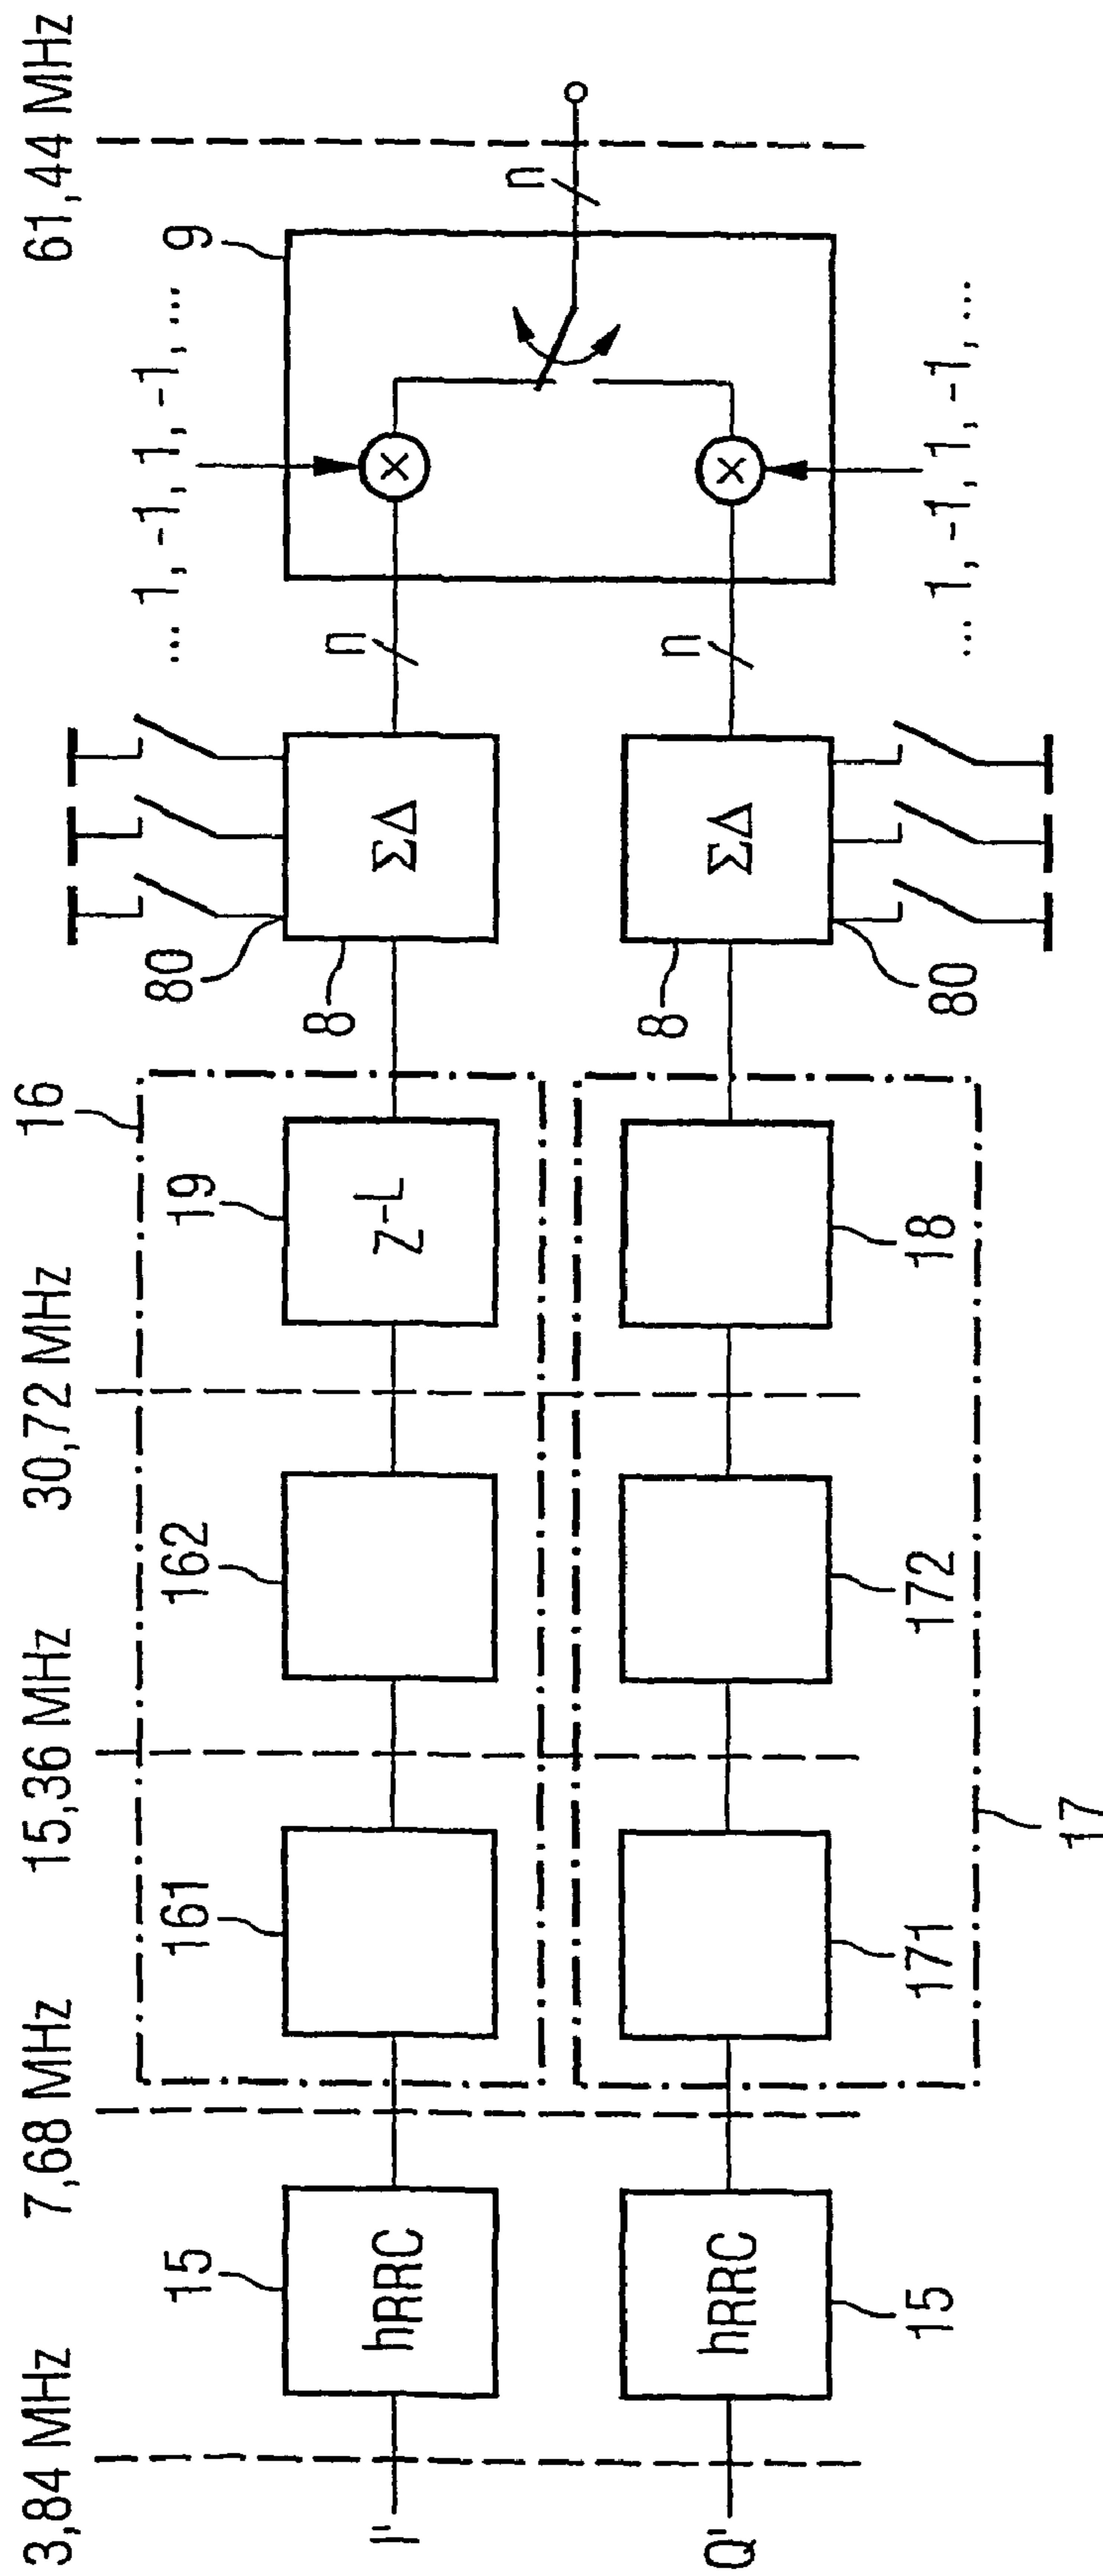 3,84 MHz 7,68 MHz 15,36 MHz 30,72 MHz 61,44 MHz
16
... 1, -1, 1, -1, ...
9
80
15
161
162
19
8
n
I'
hRRC
z-L
ΣΔ
×
n
8
n
Q'
hRRC
ΣΔ
×
15
171
172
18
80
... 1, -1, 1, -1, ...
17